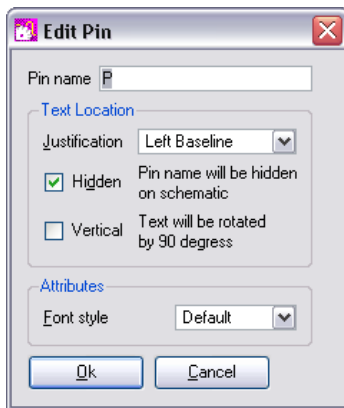 Edit Pin
Pin name P
Text Location
Justification Left Baseline
Hidden Pin name will be hidden
on schematic
Vertical Text will be rotated
by 90 degress
Attributes
Font style Default
Ok Cancel